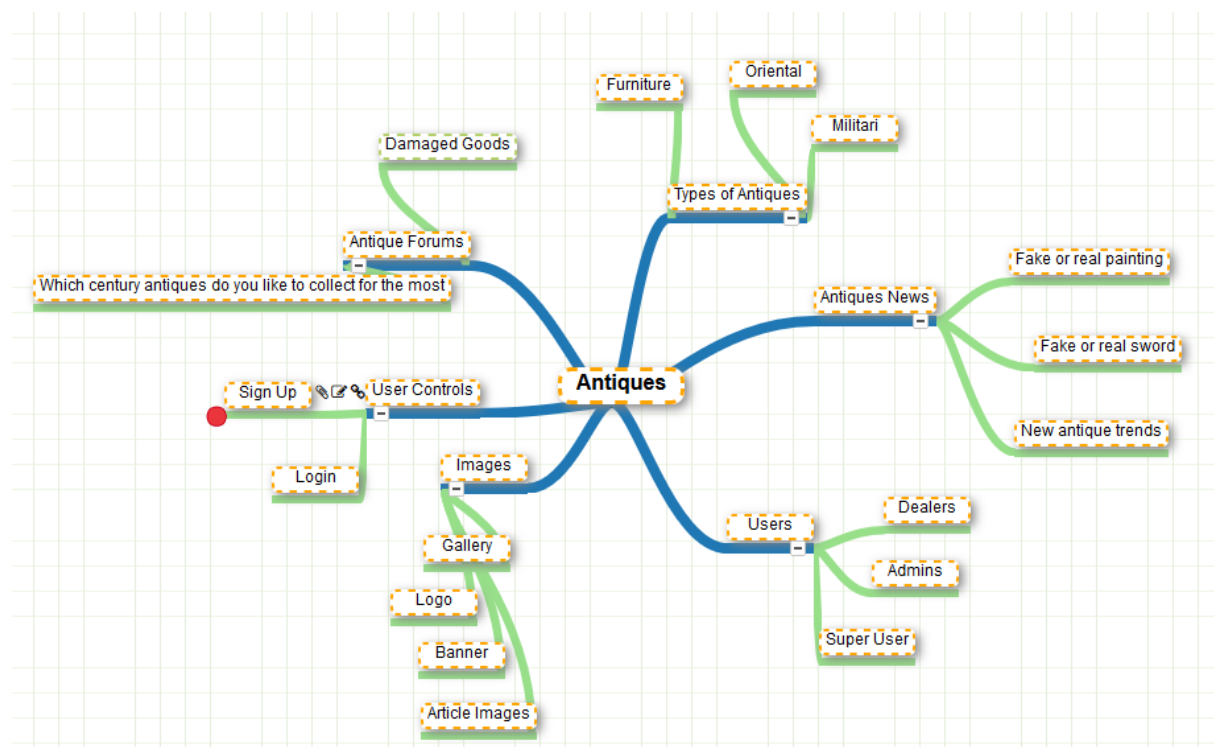 Oriental
Furniture
Militari
Damaged Goods
Types of Antiques
Antique Forums
Fake or real painting
Which century antiques do you like to collect for the most
Antiques News
Fake or real sword
Antiques
Sign Up
User Controls
New antique trends
Images
Login
Dealers
Users
Gallery
Admins
Logo
Super User
Banner
Article Images